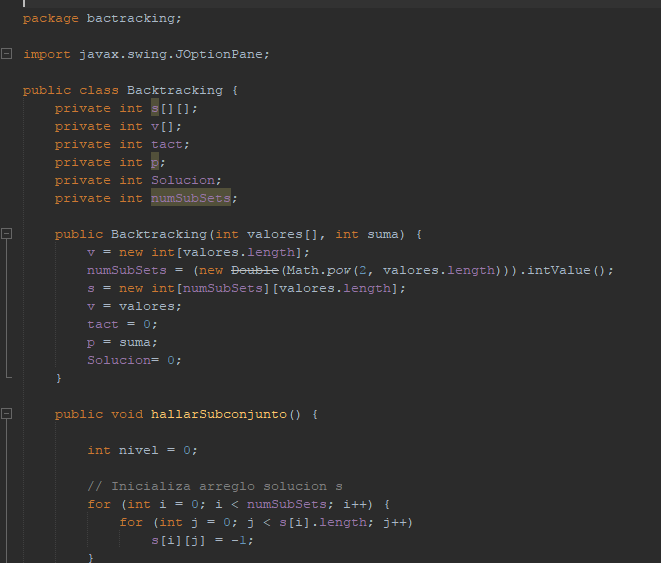 package bactracking;
import javax.swing.JOptionPane;
public class Backtracking {
private int s[][];
private int v[];
private int tact;
private int p;
private int Solucion;
private int numSubSets;
public Backtracking(int valores[], int suma) {
v = new int[valores.length];
numSubSets = (new Double(Math.pow(2, valores.length))).intValue();
s = new int[numSubSets][valores.length];
v = valores;
tact = 0;
p = suma;
Solucion= 0;
}
public void hallarSubconjunto() {
int nivel = 0;
// Inicializa arreglo solucion s
for (int i = 0; i < numSubSets; i++) {
for (int j = 0; j < s[i].length; j++)
s[i][j] = -1;
}